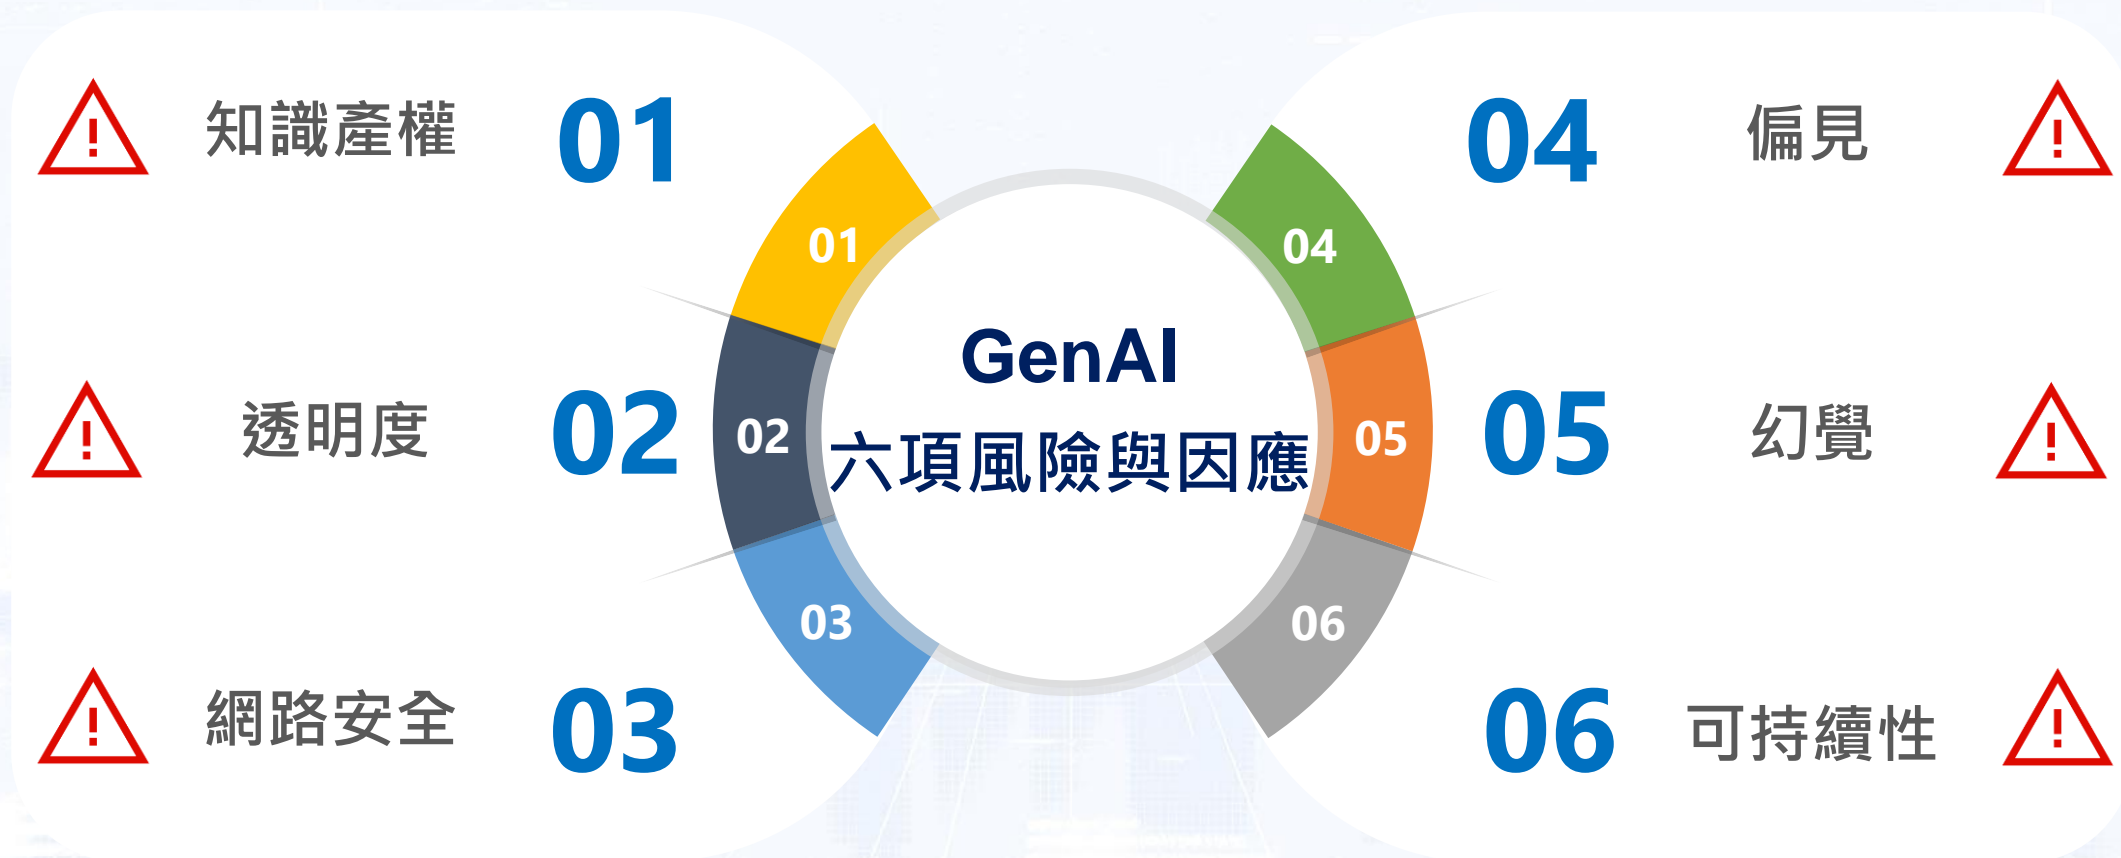 知識產權 01
透明度 02
網路安全 03
01
02
03
GenAI
六項風險與因應
04
05
06
04 偏見
05 幻覺
06 可持續性